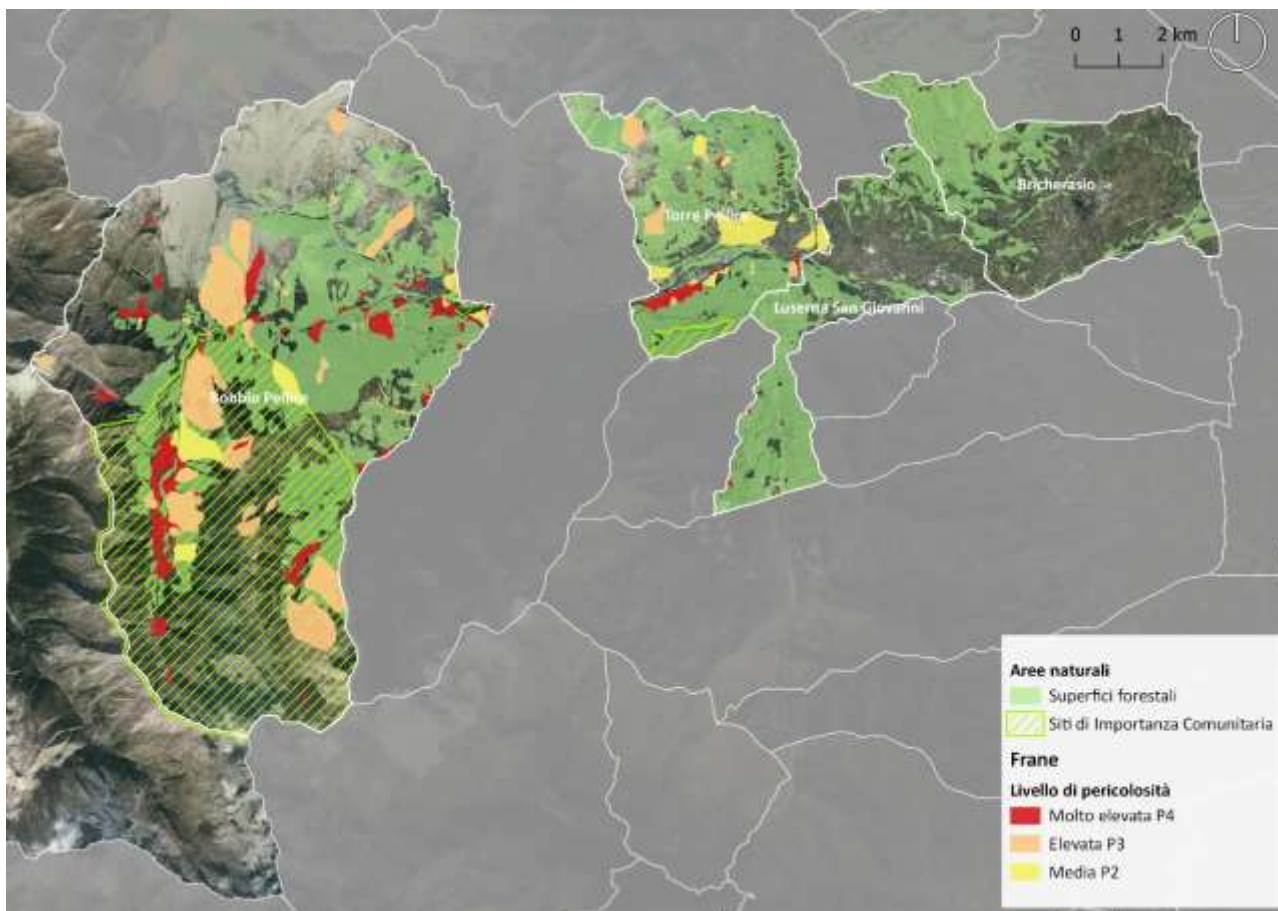 0 1 2 km
Bricherasio
Torre Pellice
Luserna San Giovanni
Bobbio Pellice
Aree naturali
Superfici forestali
Siti di Importanza Comunitaria
Frane
Livello di pericolosità
Molto elevata P4
Elevata P3
Media P2